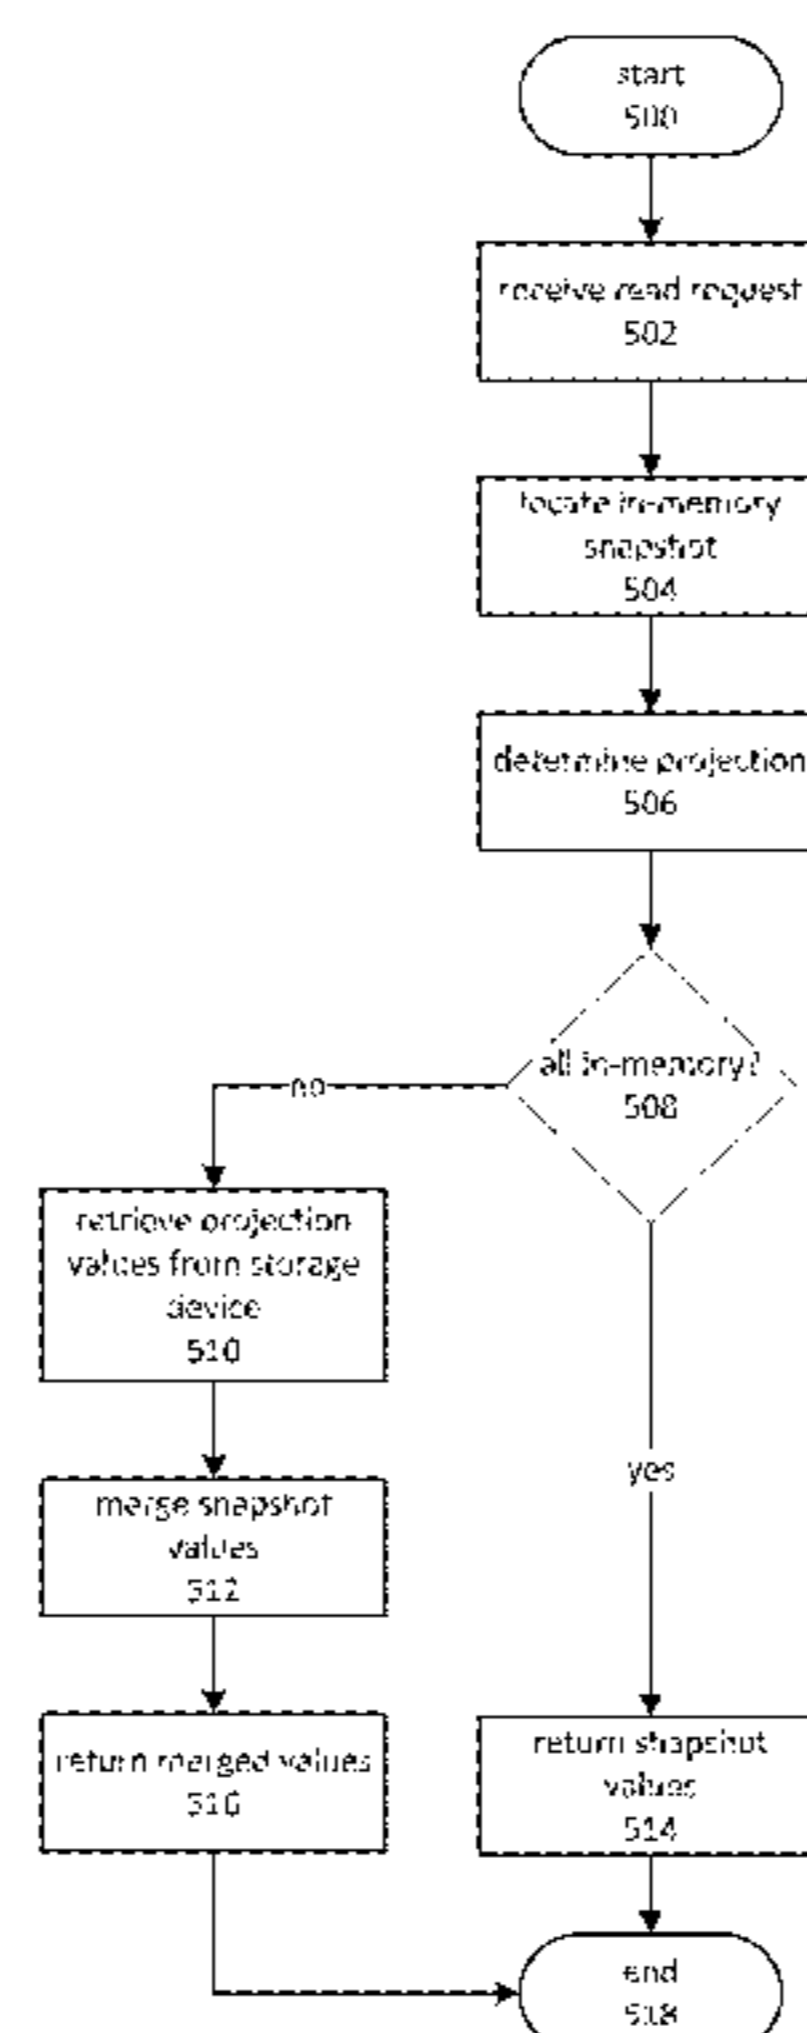 start
500
receive read request
502
locate in-memory
snapshot
504
determine projection
506
all in-memory?
508
no
retrieve projection
values from storage
device
510
merge snapshot
values
512
return merged values
516
yes
return snapshot
values
514
end
518